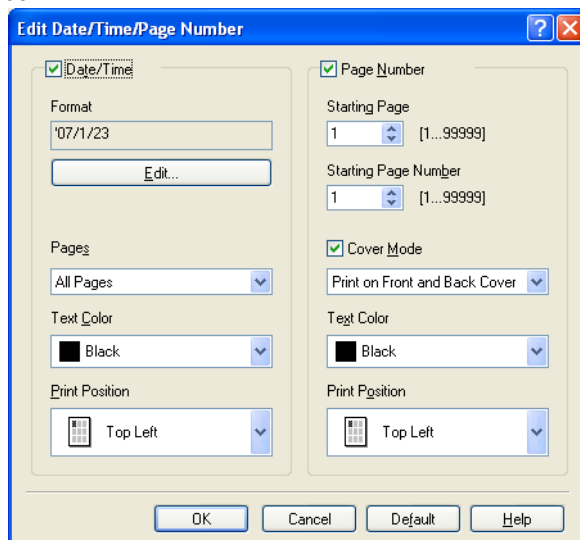 Edit Date/Time/Page Number
Date/Time
Format
'07/1/23
Edit...
Pages
All Pages
Text Color
Black
Print Position
Top Left
Page Number
Starting Page
1 [1...99999]
Starting Page Number
1 [1...99999]
Cover Mode
Print on Front and Back Cover
Text Color
Black
Print Position
Top Left
OK Cancel Default Help